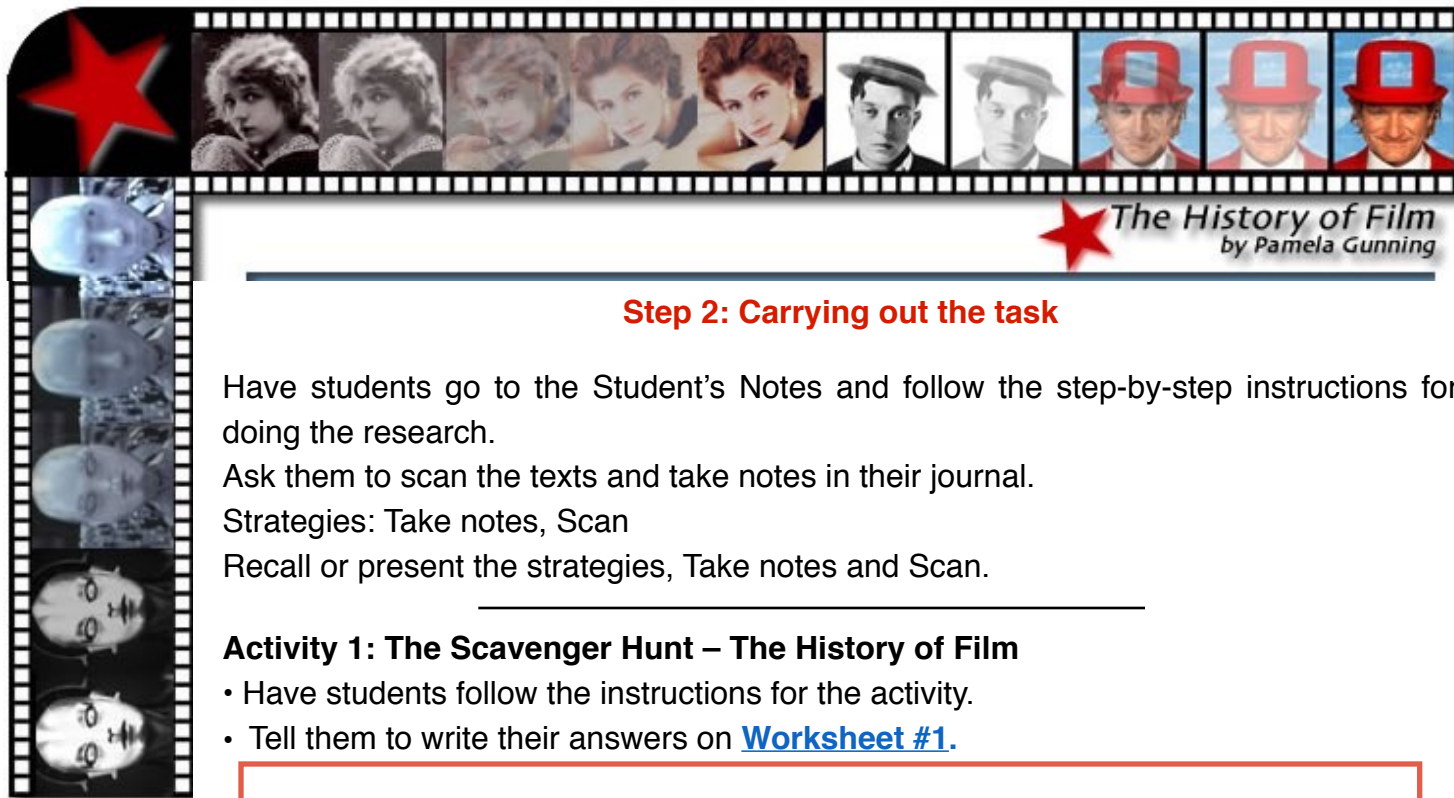 The History of Film
by Pamela Gunning
Step 2: Carrying out the task
Have students go to the Student’s Notes and follow the step-by-step instructions for
doing the research.
Ask them to scan the texts and take notes in their journal.
Strategies: Take notes, Scan
Recall or present the strategies, Take notes and Scan.
Activity 1: The Scavenger Hunt – The History of Film
• Have students follow the instructions for the activity.
• Tell them to write their answers on Worksheet #1.